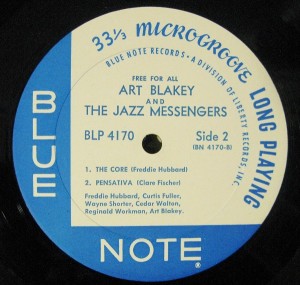 33⅓ MICROGROOVE LONG PLAYING
BLUE NOTE RECORDS • A DIVISION OF LIBERTY RECORDS, INC.
FREE FOR ALL
ART BLAKEY
AND
THE JAZZ MESSENGERS
BLP 4170 Side 2
(BN 4170-B)
1. THE CORE (Freddie Hubbard)
2. PENSATIVA (Clare Fischer)
Freddie Hubbard, Curtis Fuller,
Wayne Shorter, Cedar Walton,
Reginald Workman, Art Blakey.
BLUE
NOTE®